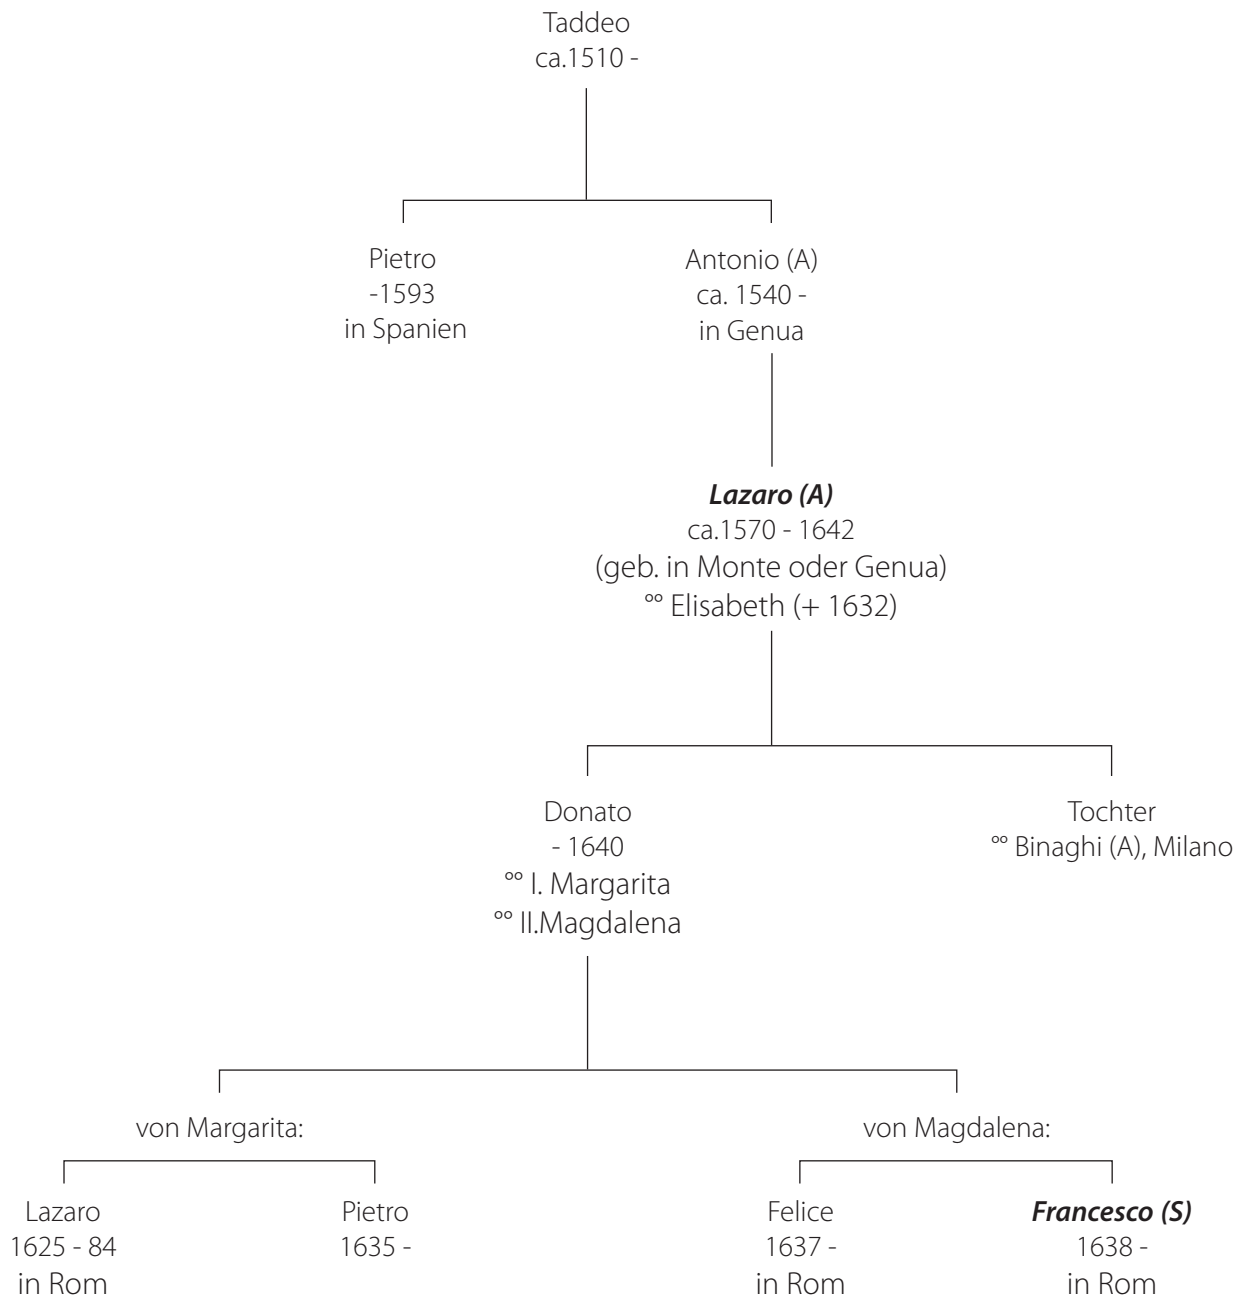 Taddeo
ca.1510 -
Pietro
-1593
in Spanien
Antonio (A)
ca. 1540 -
in Genua
Lazaro (A)
ca.1570 - 1642
(geb. in Monte oder Genua)
°° Elisabeth (+ 1632)
Donato
- 1640
°° I. Margarita
°° II.Magdalena
Tochter
°° Binaghi (A), Milano
von Margarita:
von Magdalena:
Lazaro
1625 - 84
in Rom
Pietro
1635 -
Felice
1637 -
in Rom
Francesco (S)
1638 -
in Rom